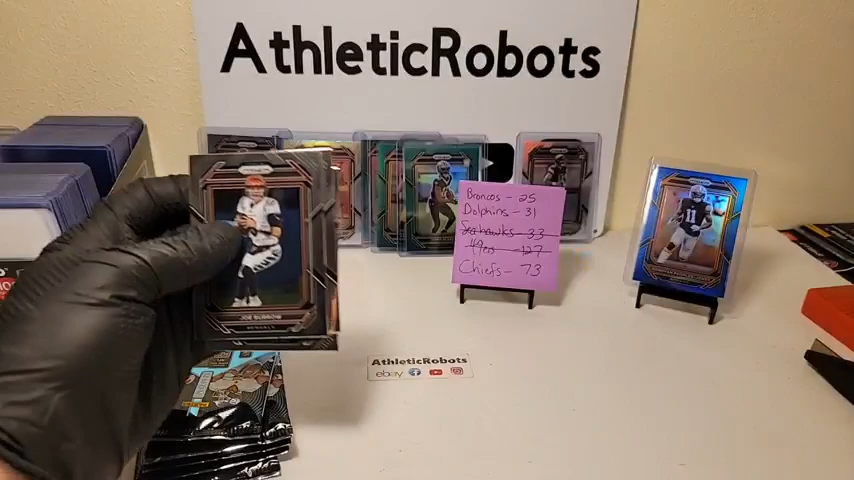 AthleticRobots
Broncos - 25
Dolphins - 31
Seahawks - 33
49ers - 127
Chiefs - 73
JOE BURROW
BENGALS
AthleticRobots
ebay